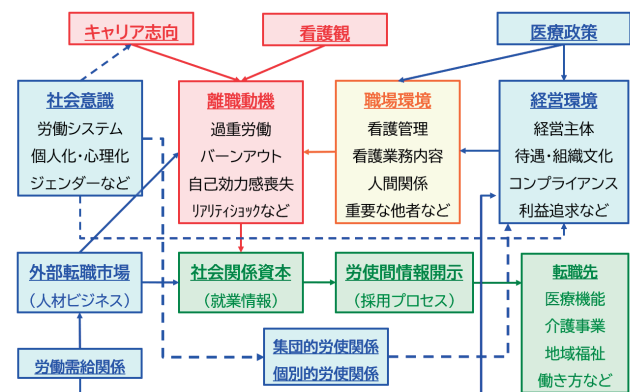 キャリア志向
看護観
医療政策
社会意識
労働システム
個人化・心理化
ジェンダーなど
離職動機
過重労働
バーンアウト
自己効力感喪失
リアリティショックなど
職場環境
看護管理
看護業務内容
人間関係
重要な他者など
経営環境
経営主体
待遇・組織文化
コンプライアンス
利益追求など
外部転職市場
（人材ビジネス）
社会関係資本
（就業情報）
労使間情報開示
（採用プロセス）
転職先
医療機能
介護事業
地域福祉
働き方など
労働需給関係
集団的労使関係
個別的労使関係